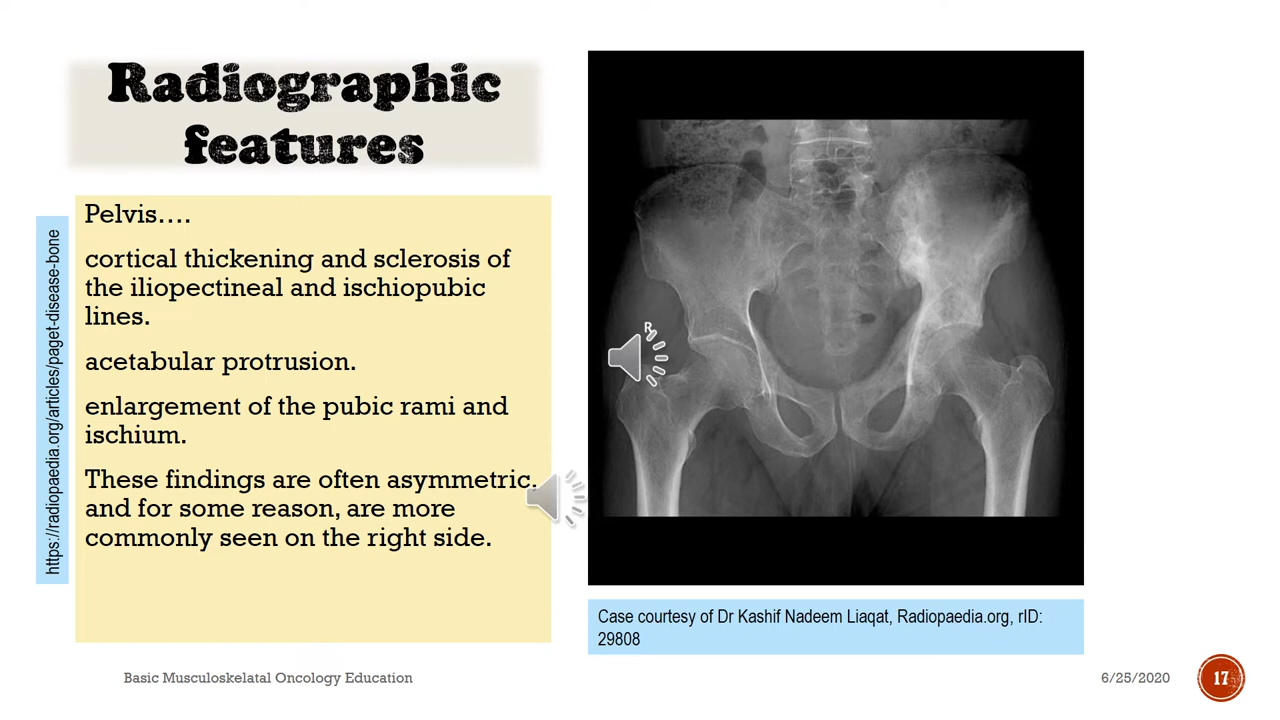 Radiographic
features
https://radiopaedia.org/articles/paget-disease-bone
Pelvis….
cortical thickening and sclerosis of
the iliopectineal and ischiopubic
lines.
acetabular protrusion.
enlargement of the pubic rami and
ischium.
These findings are often asymmetric,
and for some reason, are more
commonly seen on the right side.
R
Case courtesy of Dr Kashif Nadeem Liaqat, Radiopaedia.org, rID:
29808
Basic Musculoskelatal Oncology Education
6/25/2020
17